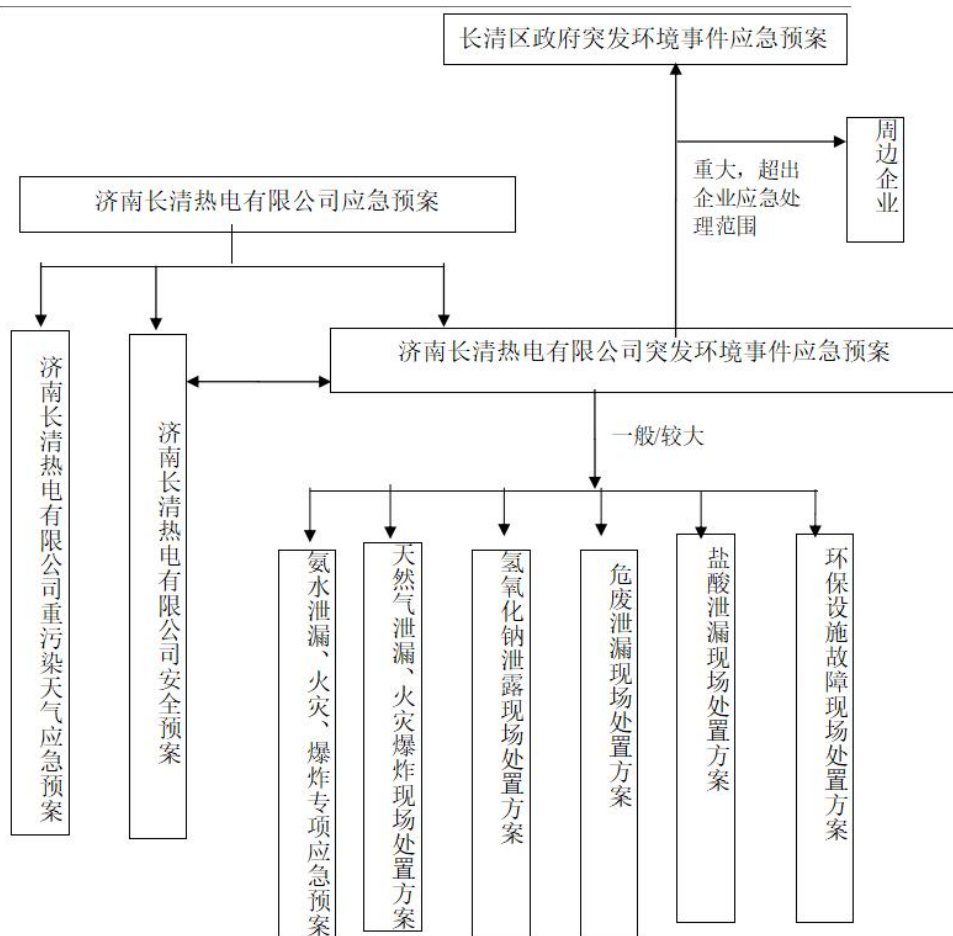 长清区政府突发环境事件应急预案
周边企业
重大，超出
企业应急处
理范围
济南长清热电有限公司应急预案
济南长清热电有限公司突发环境事件应急预案
一般/较大
济南长清热电有限公司重污染天气应急预案
济南长清热电有限公司安全预案
氨水泄漏、火灾、爆炸专项应急预案
天然气泄漏、火灾爆炸现场处置方案
氢氧化钠泄露现场处置方案
危废泄漏现场处置方案
盐酸泄漏现场处置方案
环保设施故障现场处置方案